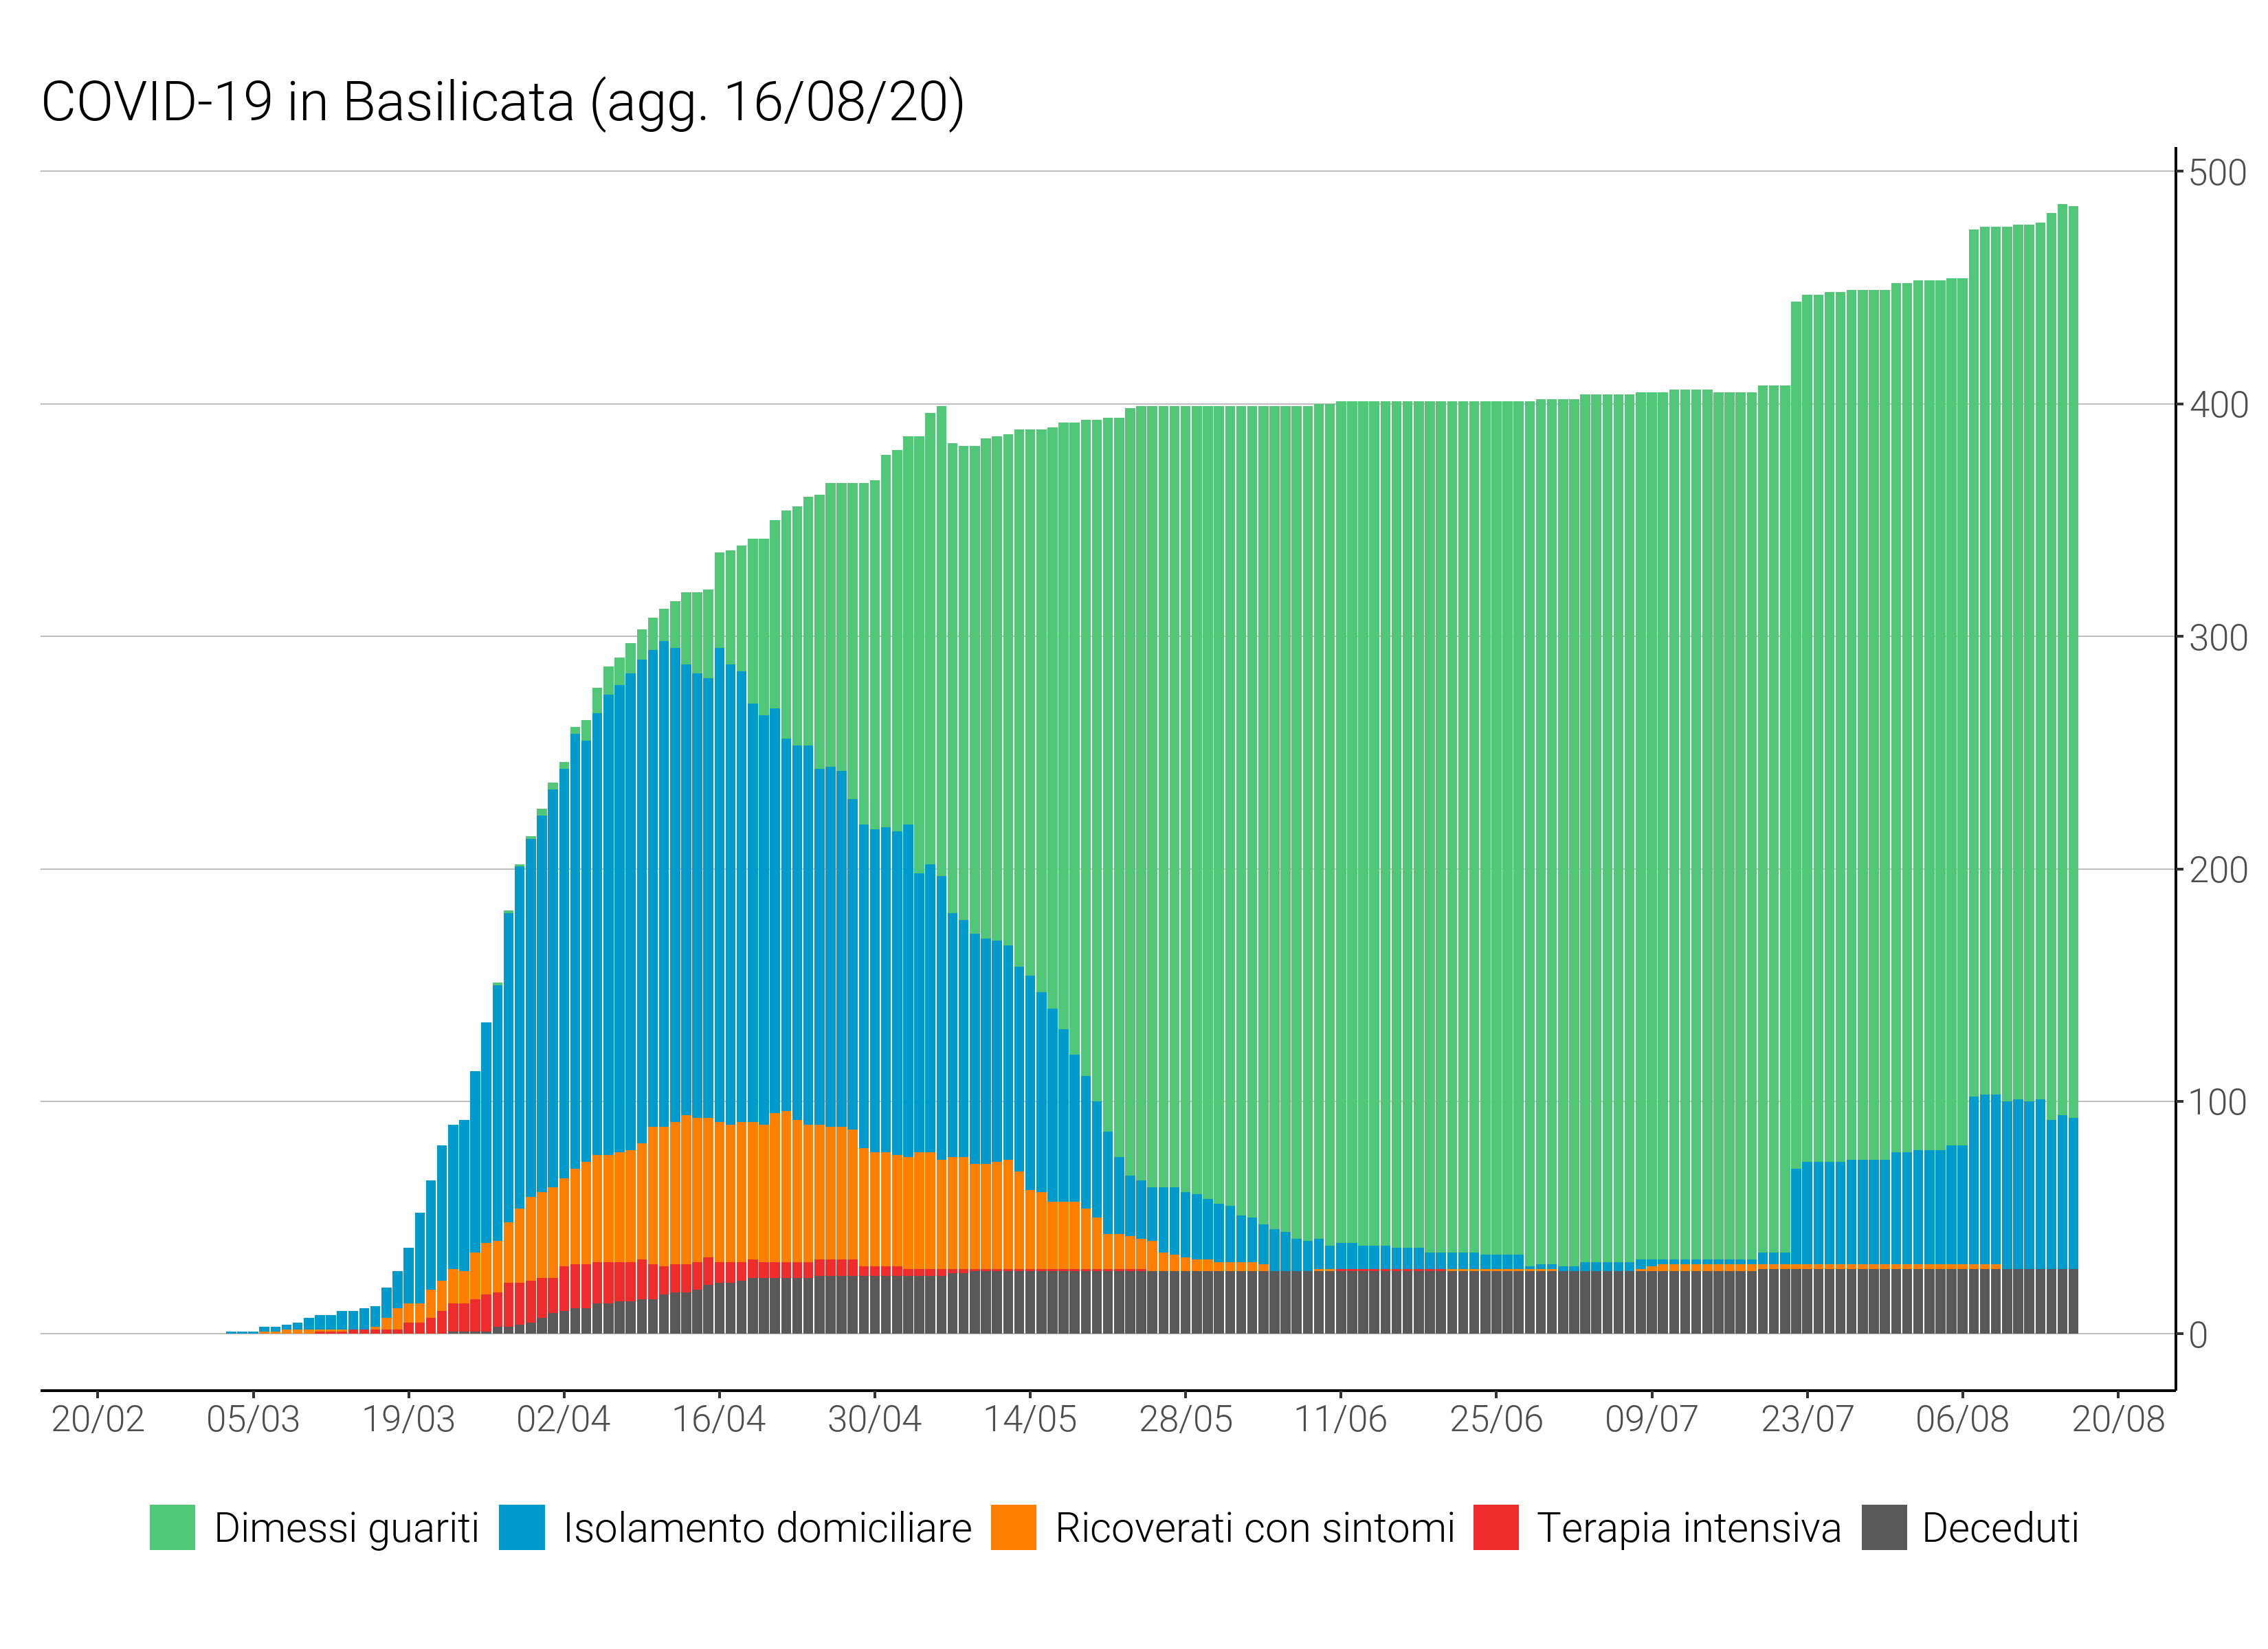 COVID-19 in Basilicata (agg. 16/08/20)
500
400
300
200
100
0
20/02 05/03 19/03 02/04 16/04 30/04 14/05 28/05 11/06 25/06 09/07 23/07 06/08 20/08
Dimessi guariti Isolamento domiciliare Ricoverati con sintomi Terapia intensiva Deceduti